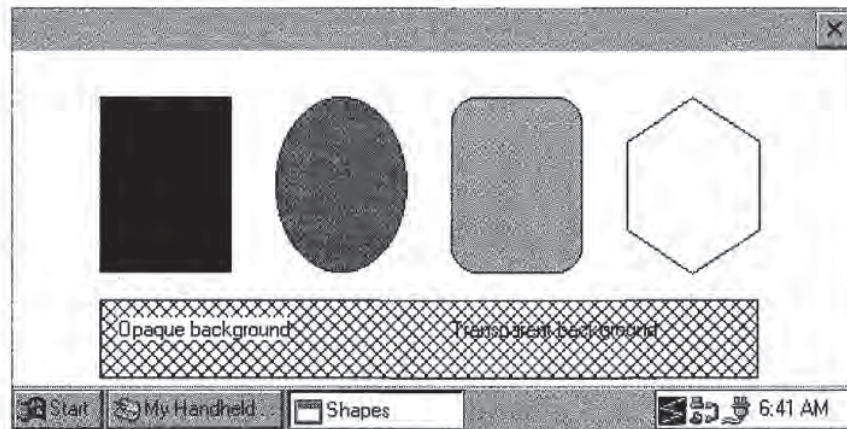 Opaque background
Transparent background
Start
My Handheld ...
Shapes
6:41 AM